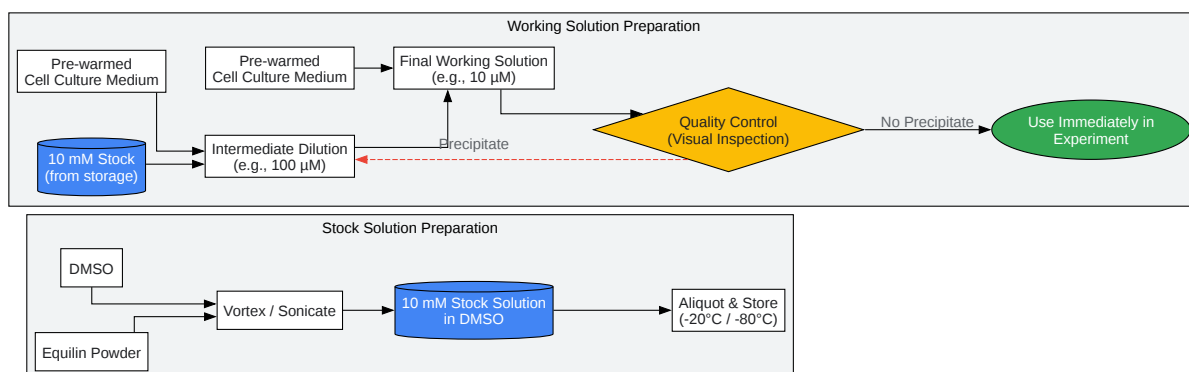 Working Solution Preparation
Pre-warmed
Cell Culture Medium
Pre-warmed
Cell Culture Medium
Final Working Solution
(e.g., 10 µM)
10 mM Stock
(from storage)
Intermediate Dilution
(e.g., 100 µM)
Precipitate
Quality Control
(Visual Inspection)
No Precipitate
Use Immediately in
Experiment
Stock Solution Preparation
DMSO
Equilin Powder
Vortex / Sonicate
10 mM Stock Solution
in DMSO
Aliquot & Store
(-20°C / -80°C)